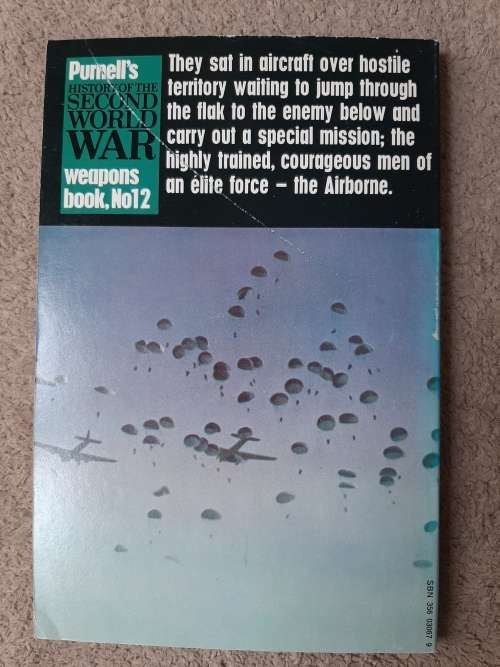 Purnell's
HISTORY OF THE
SECOND
WORLD
WAR
weapons
book, No12
They sat in aircraft over hostile
territory waiting to jump through
the flak to the enemy below and
carry out a special mission; the
highly trained, courageous men of
an élite force – the Airborne.
SBN 356 03067 9